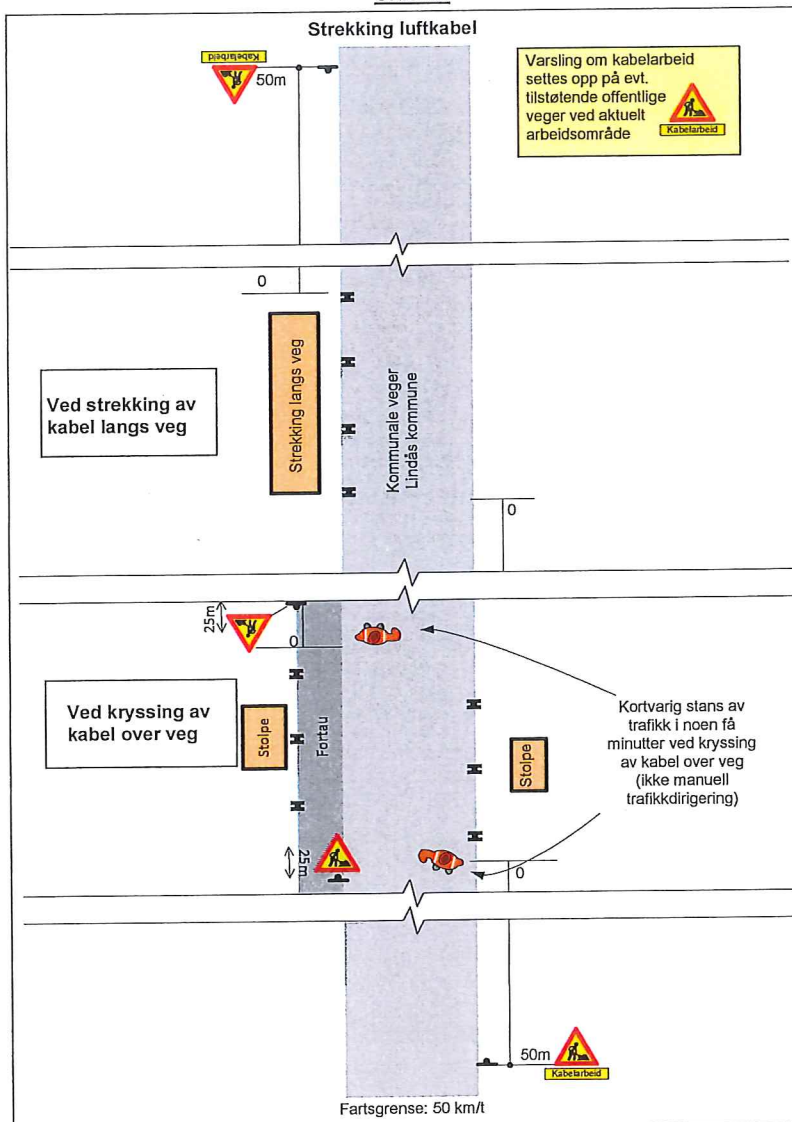 Strekking luftkabel
Kabelarbeid
50m
Varsling om kabelarbeid
settes opp på evt.
tilstøtende offentlige
veger ved aktuelt
arbeidsområde
Kabelarbeid
0
Ved strekking av
kabel langs veg
Strekking langs veg
Kommunale veger
Lindås kommune
0
25m
0
Ved kryssing av
kabel over veg
Stolpe
Fortau
Stolpe
Kortvarig stans av
trafikk i noen få
minutter ved kryssing
av kabel over veg
(ikke manuell
trafikkdirigering)
25m
0
50m
Kabelarbeid
Fartsgrense: 50 km/t